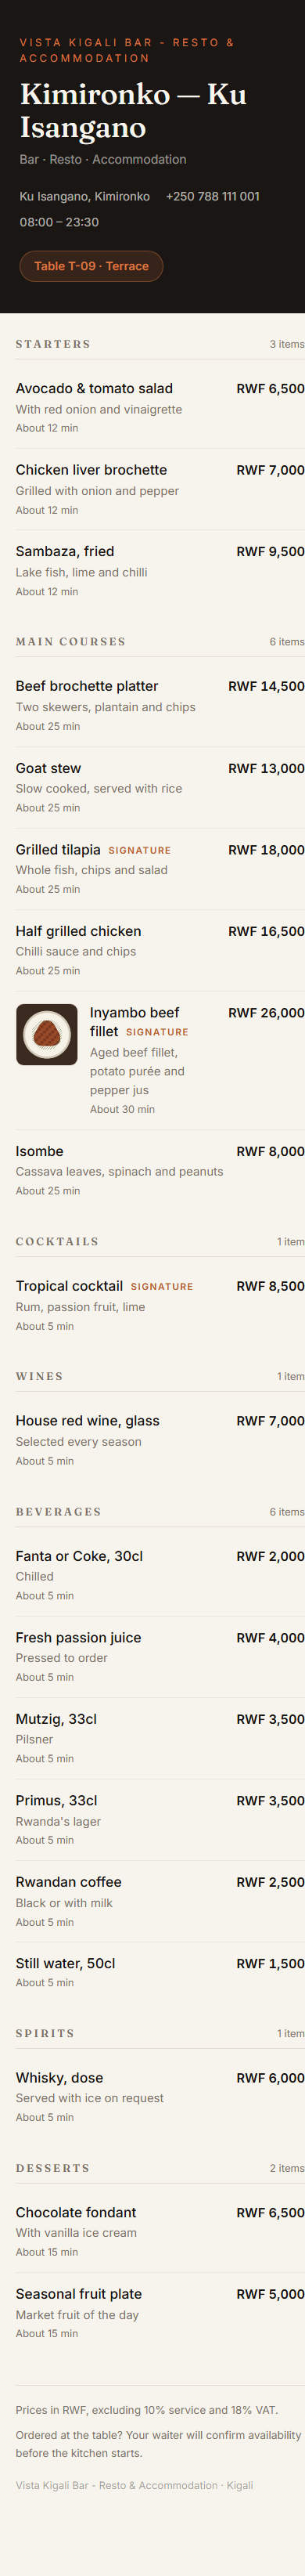 VISTA KIGALI BAR - RESTO &
ACCOMMODATION
Kimironko — Ku
Isangano
Bar · Resto · Accommodation
Ku Isangano, Kimironko +250 788 111 001
08:00 – 23:30
Table T-09 · Terrace
STARTERS 3 items
Avocado & tomato salad RWF 6,500
With red onion and vinaigrette
About 12 min
Chicken liver brochette RWF 7,000
Grilled with onion and pepper
About 12 min
Sambaza, fried RWF 9,500
Lake fish, lime and chilli
About 12 min
MAIN COURSES 6 items
Beef brochette platter RWF 14,500
Two skewers, plantain and chips
About 25 min
Goat stew RWF 13,000
Slow cooked, served with rice
About 25 min
Grilled tilapia SIGNATURE RWF 18,000
Whole fish, chips and salad
About 25 min
Half grilled chicken RWF 16,500
Chilli sauce and chips
About 25 min
Inyambo beef RWF 26,000
fillet SIGNATURE
Aged beef fillet,
potato purée and
pepper jus
About 30 min
Isombe RWF 8,000
Cassava leaves, spinach and peanuts
About 25 min
COCKTAILS 1 item
Tropical cocktail SIGNATURE RWF 8,500
Rum, passion fruit, lime
About 5 min
WINES 1 item
House red wine, glass RWF 7,000
Selected every season
About 5 min
BEVERAGES 6 items
Fanta or Coke, 30cl RWF 2,000
Chilled
About 5 min
Fresh passion juice RWF 4,000
Pressed to order
About 5 min
Mutzig, 33cl RWF 3,500
Pilsner
About 5 min
Primus, 33cl RWF 3,500
Rwanda's lager
About 5 min
Rwandan coffee RWF 2,500
Black or with milk
About 5 min
Still water, 50cl RWF 1,500
About 5 min
SPIRITS 1 item
Whisky, dose RWF 6,000
Served with ice on request
About 5 min
DESSERTS 2 items
Chocolate fondant RWF 6,500
With vanilla ice cream
About 15 min
Seasonal fruit plate RWF 5,000
Market fruit of the day
About 15 min
Prices in RWF, excluding 10% service and 18% VAT.
Ordered at the table? Your waiter will confirm availability
before the kitchen starts.
Vista Kigali Bar - Resto & Accommodation · Kigali